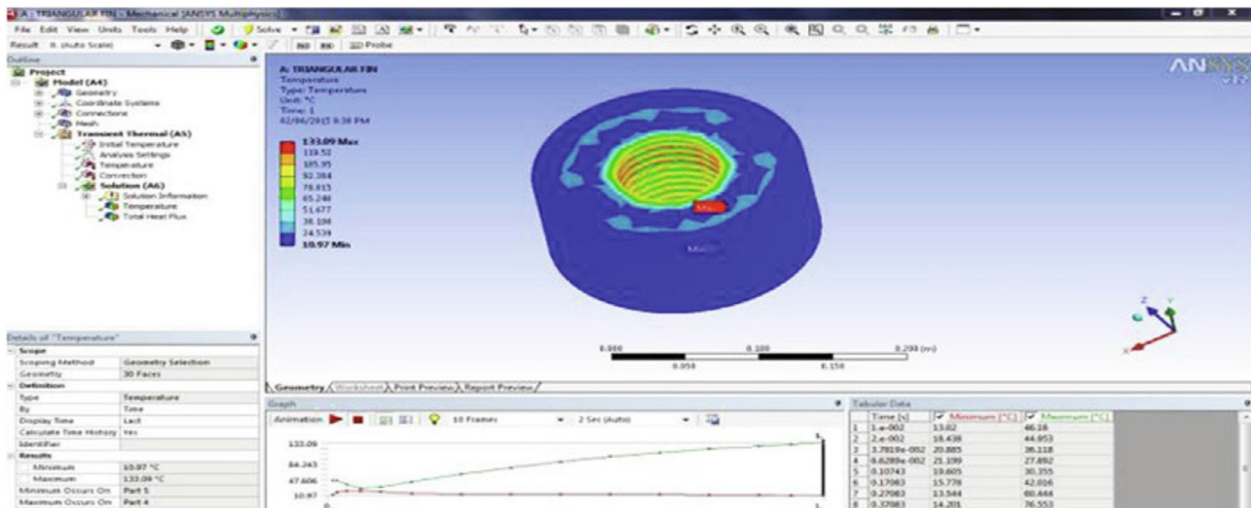 A : TRIANGULAR FIN - Mechanical [ANSYS Multiphysics]
File Edit View Units Tools Help Solve
Result 8. (Auto Scale) Probe
Outline
Project
Model (A4)
Geometry
Coordinate Systems
Connections
Mesh
Transient Thermal (A5)
Initial Temperature
Analysis Settings
Temperature
Convection
Solution (A6)
Solution Information
Temperature
Total Heat Flux
A: TRIANGULAR FIN
Temperature
Type: Temperature
Unit: °C
Time: 1
133.09 Max
119.52
105.95
92.384
78.815
65.246
51.677
38.108
24.539
10.97 Min
ANSYS
0.000 0.100 0.200 (m)
0.050 0.150
Z Y X
Details of "Temperature"
Scope
Scoping Method Geometry Selection
Geometry 30 Faces
Definition
Type Temperature
By Time
Display Time Last
Calculate Time History Yes
Identifier
Results
Minimum 10.97 °C
Maximum 133.09 °C
Minimum Occurs On Part 5
Maximum Occurs On Part 4
Geometry Worksheet Print Preview Report Preview
Graph
Animation 10 Frames 2 Sec (Auto)
133.09
84.243
47.606
10.97
0 1
1
Tabular Data
Time [s] Minimum [°C] Maximum [°C]
1 1.e-002 13.02 46.16
2 2.e-002 18.438 44.953
3 3.7819e-002 20.885 36.118
4 8.6289e-002 21.199 27.892
5 0.10743 19.605 30.355
6 0.17083 15.778 42.016
7 0.27083 13.544 60.444
8 0.37083 14.201 76.553